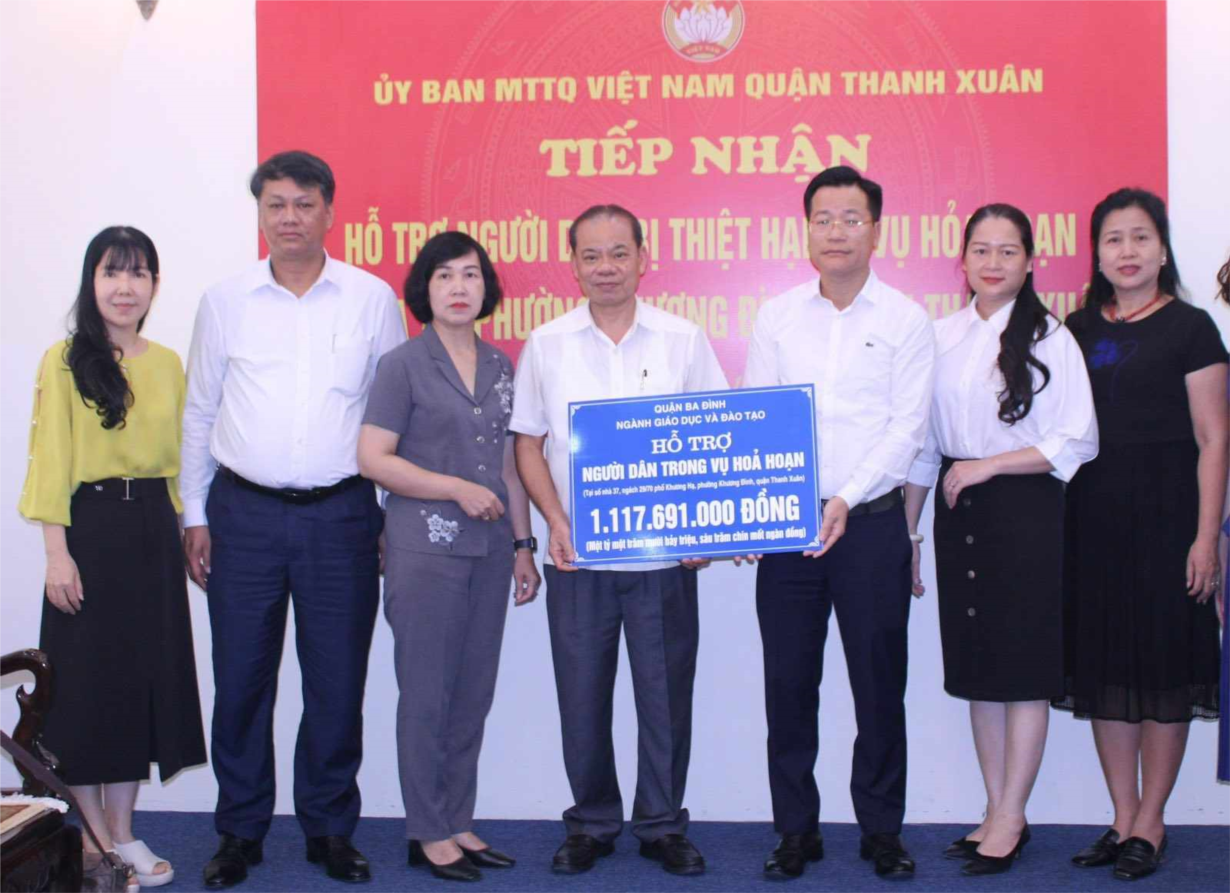 VIỆT NAM
ỦY BAN MTTQ VIỆT NAM QUẬN THANH XUÂN
TIẾP NHẬN
HỖ TRỢ NGƯỜI BỊ THIỆT HẠI VỤ HỎA HOẠN
PHƯỜNG
QUẬN BA ĐÌNH
NGÀNH GIÁO DỤC VÀ ĐÀO TẠO
HỖ TRỢ
NGƯỜI DÂN TRONG VỤ HOẢ HOẠN
(Tại số nhà 37, ngách 29/70 phố Khương Hạ, phường Khương Đình, quận Thanh Xuân)
1.117.691.000 ĐỒNG
(Một tỷ một trăm mười bảy triệu, sáu trăm chín mốt ngàn đồng)